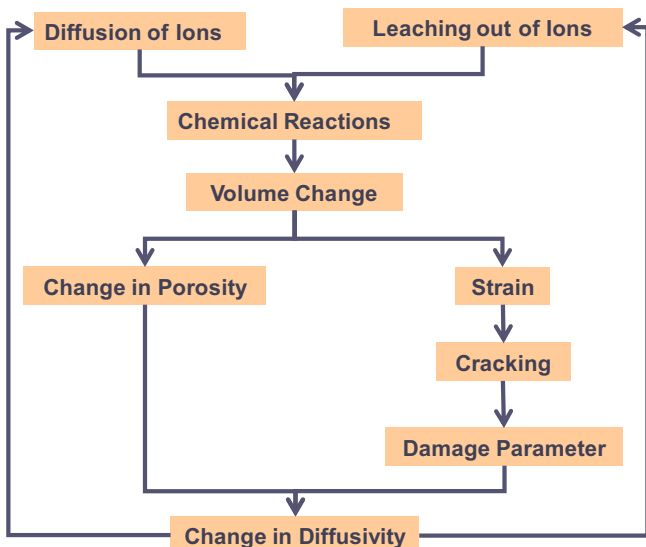 Diffusion of Ions
Leaching out of Ions
Chemical Reactions
Volume Change
Change in Porosity
Strain
Cracking
Damage Parameter
Change in Diffusivity